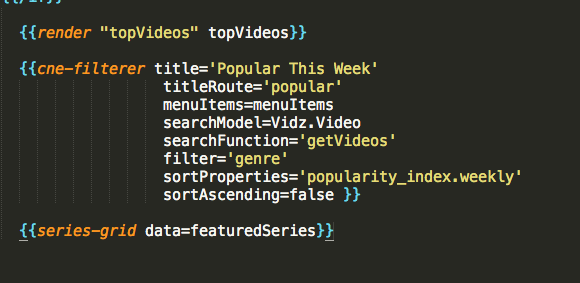 {{render "topVideos" topVideos}}
{{cne-filterer title='Popular This Week'
titleRoute='popular'
menuItems=menuItems
searchModel=Vidz.Video
searchFunction='getVideos'
filter='genre'
sortProperties='popularity_index.weekly'
sortAscending=false }}
{{series-grid data=featuredSeries}}